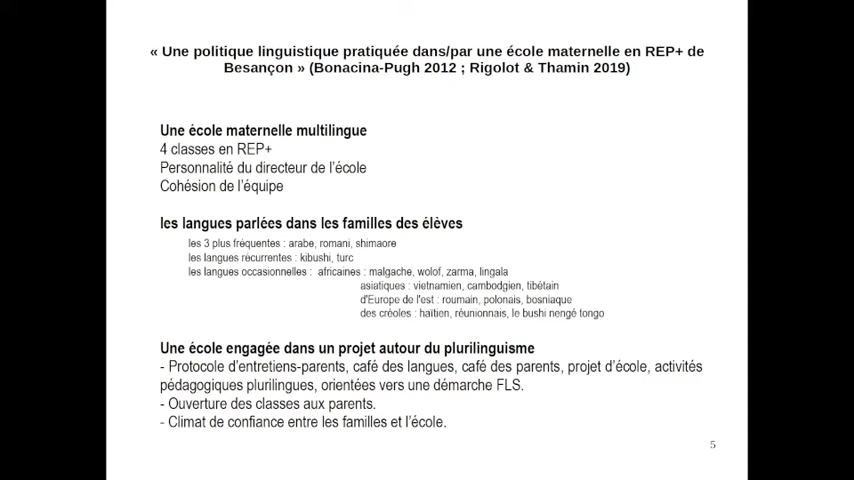 « Une politique linguistique pratiquée dans/par une école maternelle en REP+ de
Besançon » (Bonacina-Pugh 2012 ; Rigolot & Thamin 2019)
Une école maternelle multilingue
4 classes en REP+
Personnalité du directeur de l'école
Cohésion de l'équipe
les langues parlées dans les familles des élèves
les 3 plus fréquentes : arabe, romani, shimaore
les langues récurrentes : kibushi, turc
les langues occasionnelles : africaines : malgache, wolof, zarma, lingala
asiatiques : vietnamien, cambodgien, tibétain
d'Europe de l'est : roumain, polonais, bosniaque
des créoles : haïtien, réunionnais, le bushi nengé tongo
Une école engagée dans un projet autour du plurilinguisme
- Protocole d'entretiens-parents, café des langues, café des parents, projet d'école, activités
pédagogiques plurilingues, orientées vers une démarche FLS.
- Ouverture des classes aux parents.
- Climat de confiance entre les familles et l'école.
5